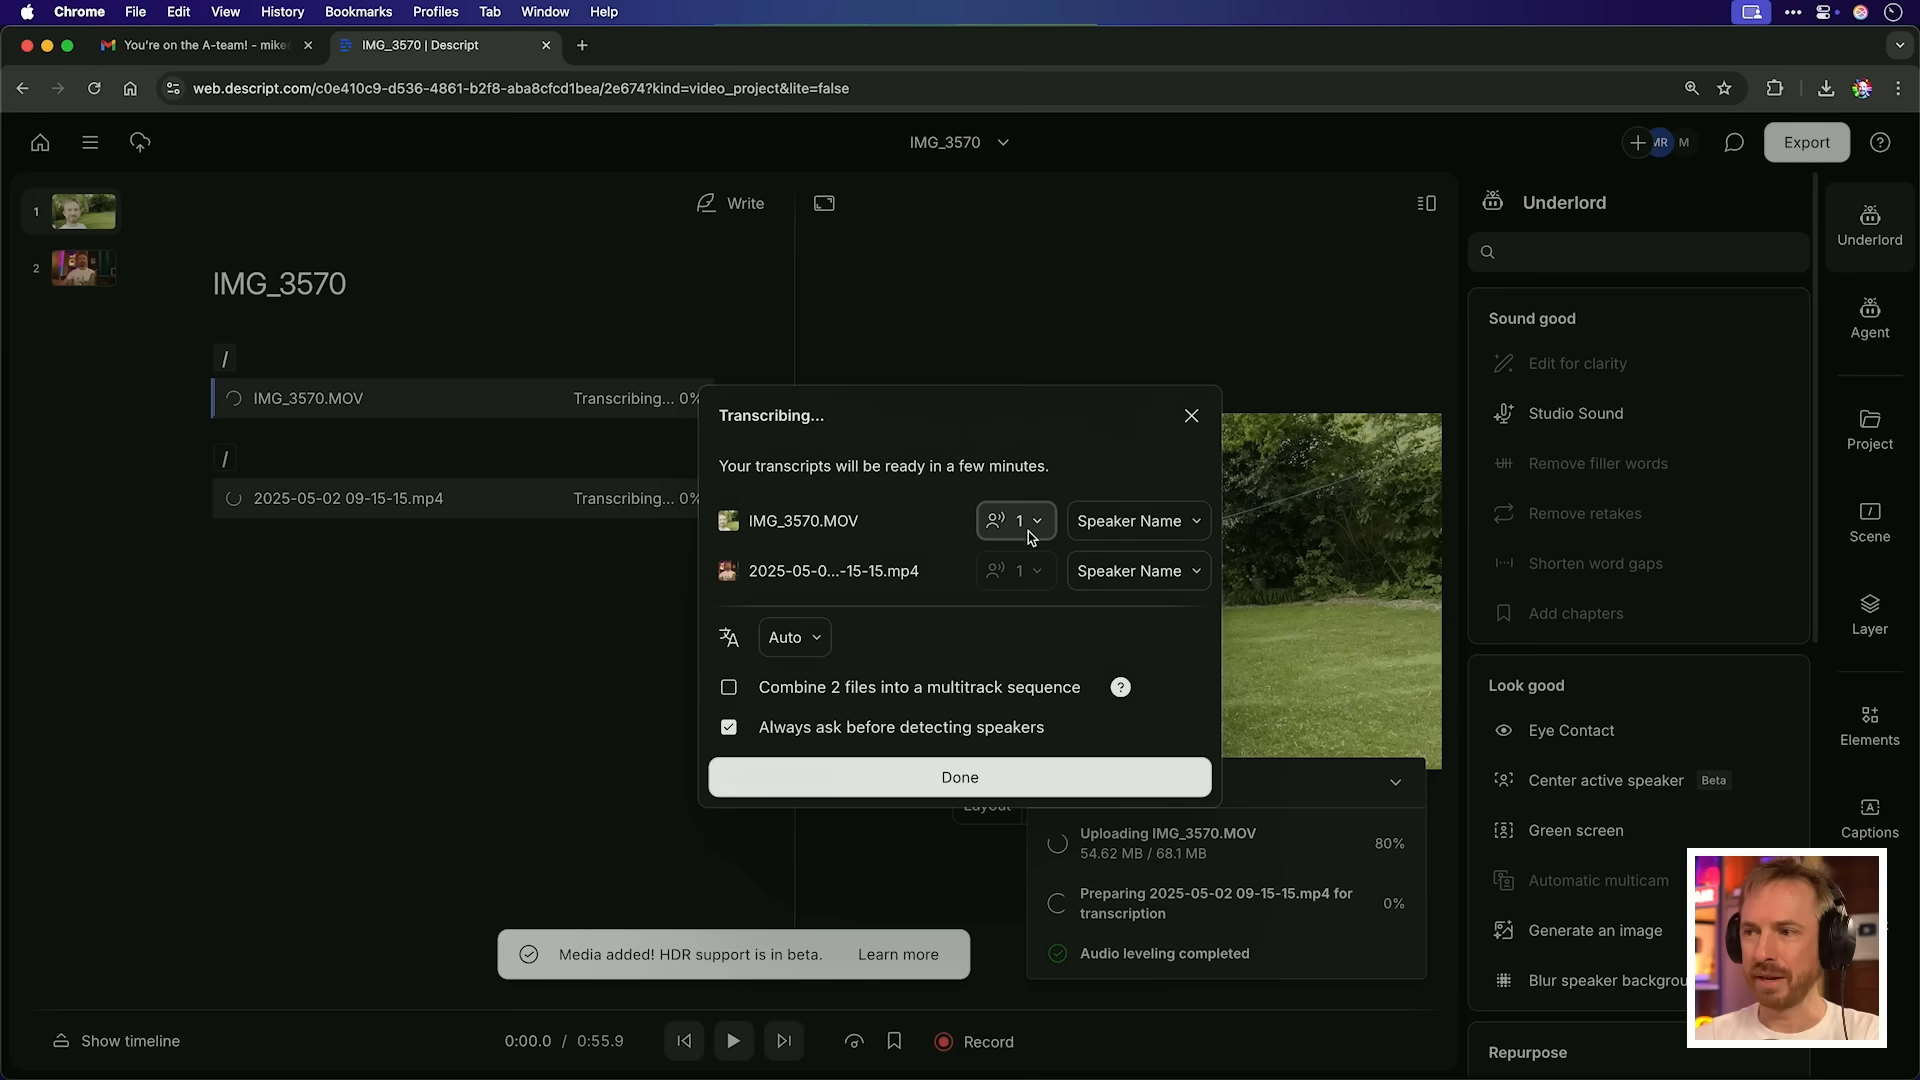 Chrome File Edit View History Bookmarks Profiles Tab Window Help
You're on the A-team! - mike
IMG_3570 | Descript
web.descript.com/c0e410c9-d536-4861-b2f8-aba8cfcd1bea/2e674?kind=video_project&lite=false
IMG_3570
MR M
Export
1
2
Write
IMG_3570
/
IMG_3570.MOV Transcribing... 0%
/
2025-05-02 09-15-15.mp4 Transcribing... 0%
Transcribing...
Your transcripts will be ready in a few minutes.
IMG_3570.MOV 1 Speaker Name
2025-05-0...-15-15.mp4 1 Speaker Name
Auto
Combine 2 files into a multitrack sequence ?
Always ask before detecting speakers
Done
Layout
Uploading IMG_3570.MOV
54.62 MB / 68.1 MB
80%
Preparing 2025-05-02 09-15-15.mp4 for
transcription
0%
Audio leveling completed
Media added! HDR support is in beta. Learn more
Show timeline
0:00.0 / 0:55.9
Record
Underlord
Sound good
Edit for clarity
Studio Sound
Remove filler words
Remove retakes
Shorten word gaps
Add chapters
Look good
Eye Contact
Center active speaker Beta
Green screen
Automatic multicam
Generate an image
Blur speaker backgrou
Repurpose
Underlord
Agent
Project
Scene
Layer
Elements
Captions